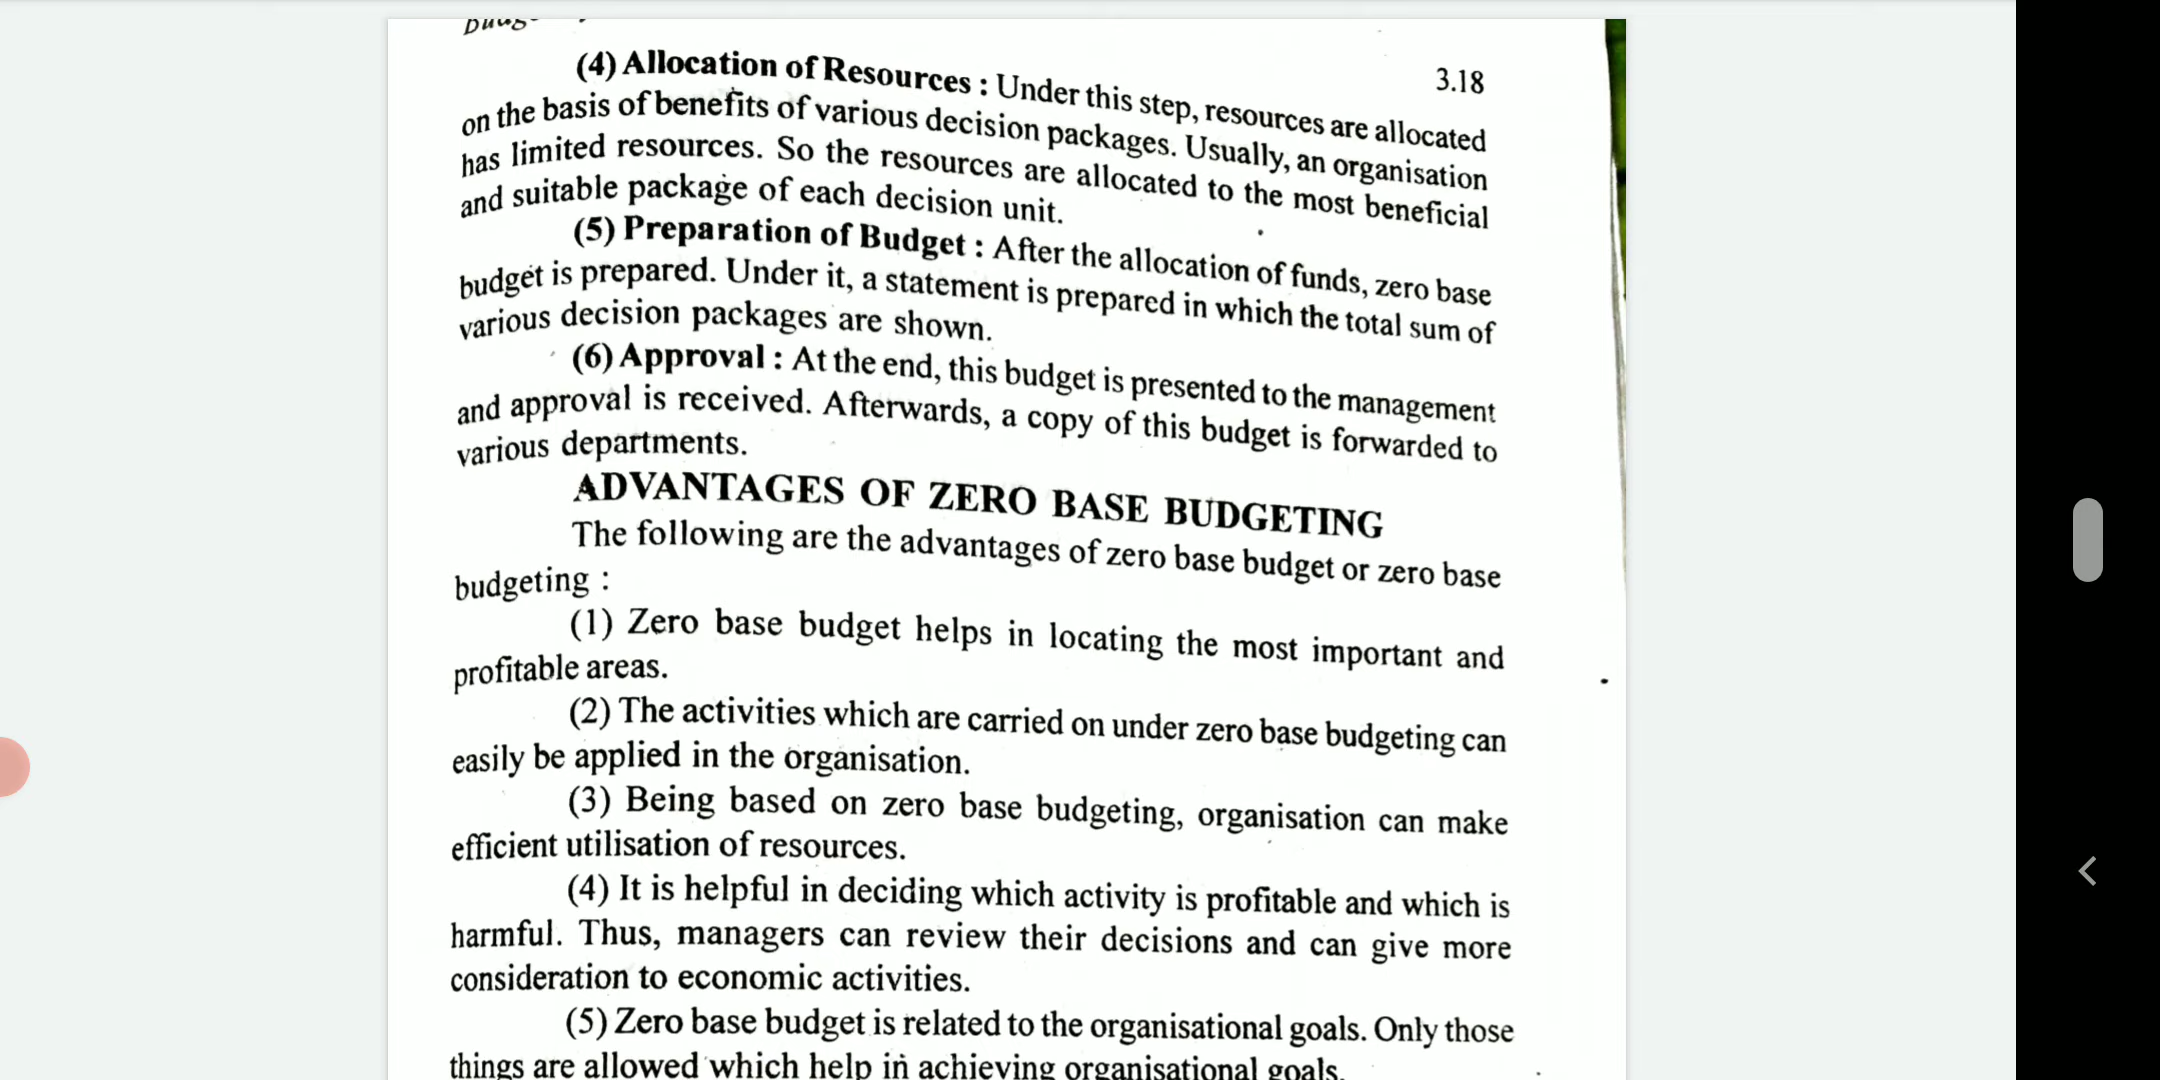 3.18
(4) Allocation of Resources : Under this step, resources are allocated
on the basis of benefits of various decision packages. Usually, an organisation
has limited resources. So the resources are allocated to the most beneficial
and suitable package of each decision unit.
(5) Preparation of Budget : After the allocation of funds, zero base
budget is prepared. Under it, a statement is prepared in which the total sum of
various decision packages are shown.
(6) Approval : At the end, this budget is presented to the management
and approval is received. Afterwards, a copy of this budget is forwarded to
various departments.
ADVANTAGES OF ZERO BASE BUDGETING
The following are the advantages of zero base budget or zero base
budgeting :
(1) Zero base budget helps in locating the most important and
profitable areas.
(2) The activities which are carried on under zero base budgeting can
easily be applied in the organisation.
(3) Being based on zero base budgeting, organisation can make
efficient utilisation of resources.
(4) It is helpful in deciding which activity is profitable and which is
harmful. Thus, managers can review their decisions and can give more
consideration to economic activities.
(5) Zero base budget is related to the organisational goals. Only those
things are allowed which help in achieving organisational goals.